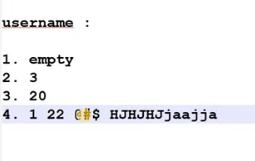 username :
1. empty
2. 3
3. 20
4. 1 22 @#$ HJHJHJjaajja